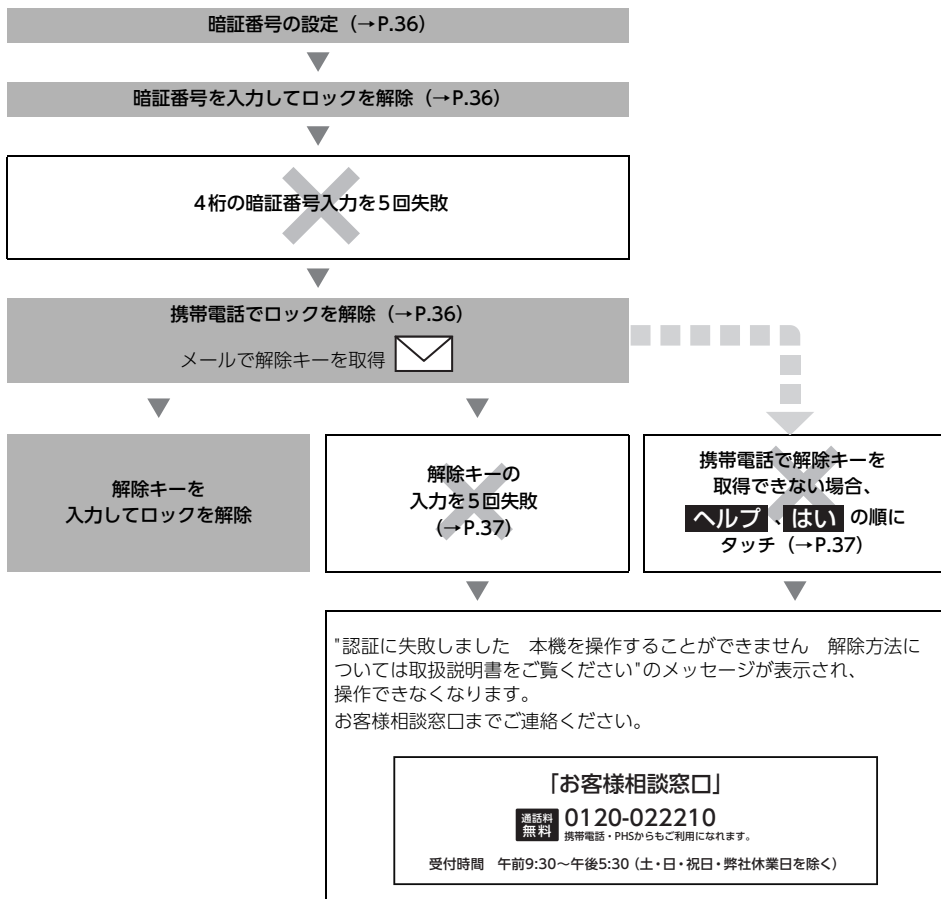 暗証番号の設定（→P.36）
暗証番号を入力してロックを解除（→P.36）
4桁の暗証番号入力を5回失敗
携帯電話でロックを解除（→P.36）
メールで解除キーを取得
解除キーを
入力してロックを解除
解除キーの
入力を5回失敗
（→P.37）
携帯電話で解除キーを
取得できない場合、
ヘルプ 、はい の順に
タッチ（→P.37）
"認証に失敗しました　本機を操作することができません　解除方法に
ついては取扱説明書をご覧ください"のメッセージが表示され、
操作できなくなります。
お客様相談窓口までご連絡ください。
「お客様相談窓口」
通話料
無料 0120-022210
携帯電話・PHSからもご利用になれます。
受付時間　午前9:30～午後5:30（土・日・祝日・弊社休業日を除く）